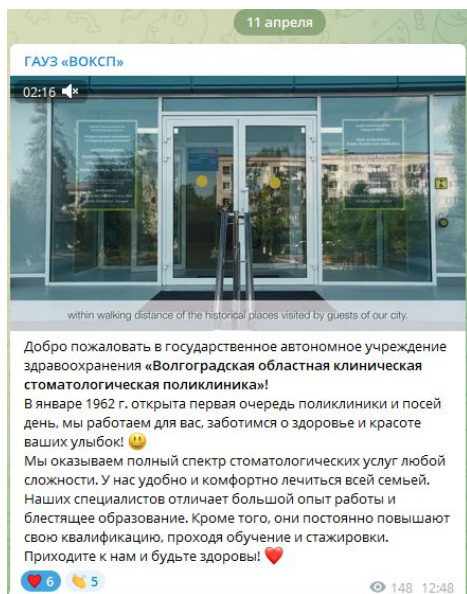 11 апреля
ГАУЗ «ВОКСП»
02:16
within walking distance of the historical places visited by guests of our city.
Добро пожаловать в государственное автономное учреждение
здравоохранения «Волгоградская областная клиническая
стоматологическая поликлиника»!
В январе 1962 г. открыта первая очередь поликлиники и посей
день, мы работаем для вас, заботимся о здоровье и красоте
ваших улыбок! 😃
Мы оказываем полный спектр стоматологических услуг любой
сложности. У нас удобно и комфортно лечиться всей семьей.
Наших специалистов отличает большой опыт работы и
блестящее образование. Кроме того, они постоянно повышают
свою квалификацию, проходя обучение и стажировки.
Приходите к нам и будьте здоровы! ❤️
❤️ 6 👏 5
148 12:48